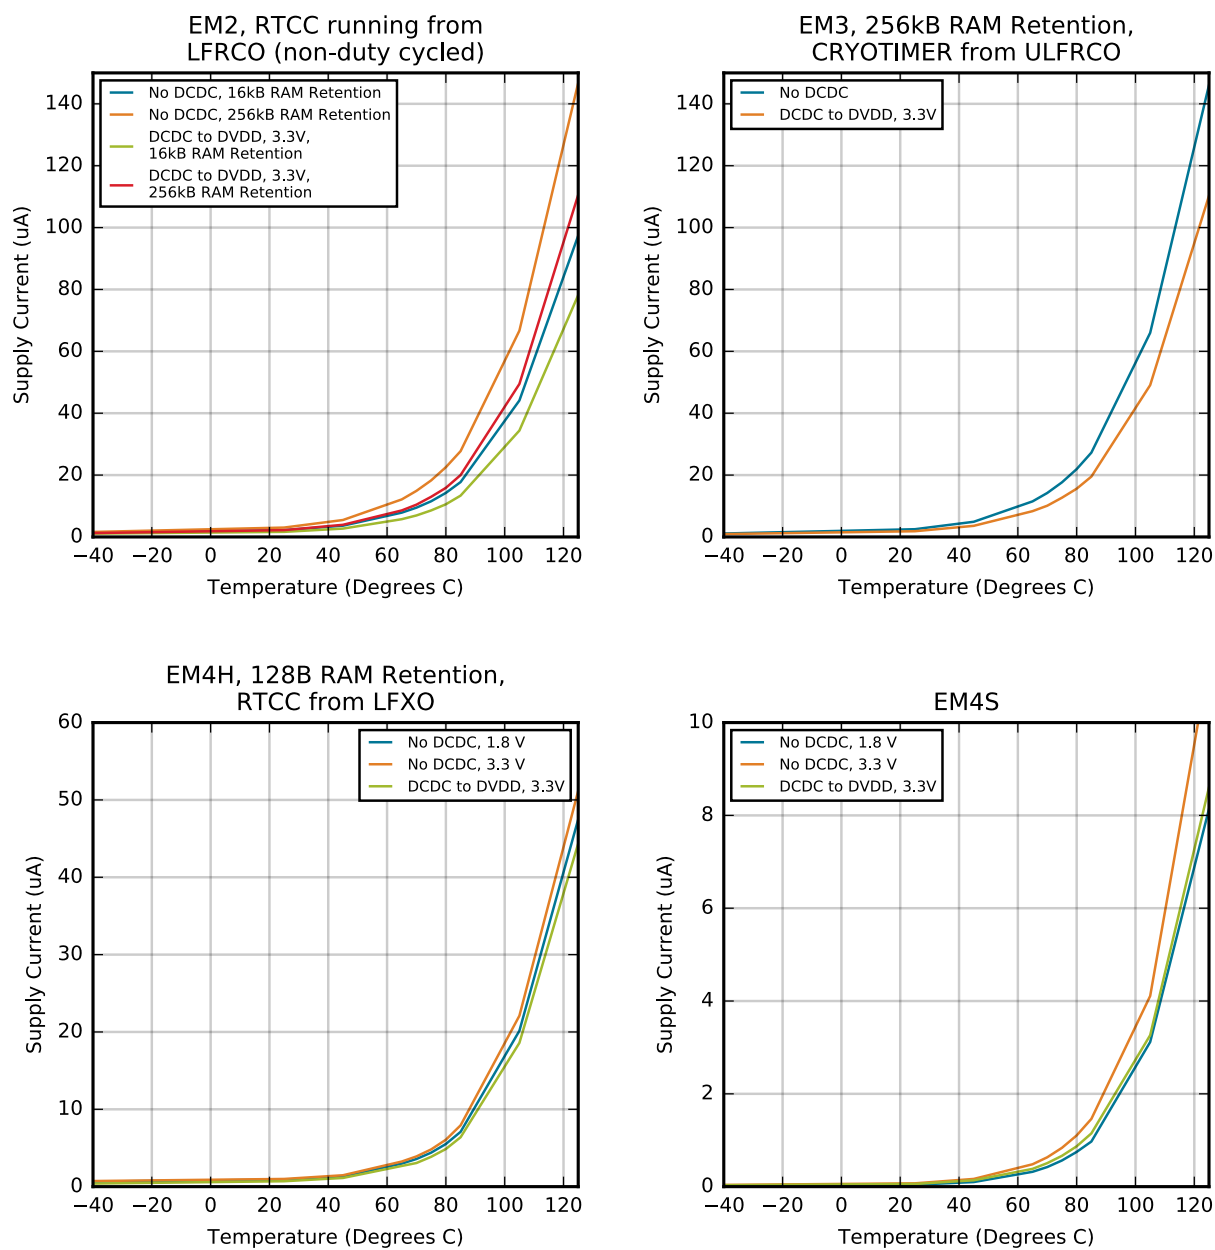 EM2, RTCC running from
LFRCO (non-duty cycled)
No DCDC, 16kB RAM Retention
No DCDC, 256kB RAM Retention
DCDC to DVDD, 3.3V,
16kB RAM Retention
DCDC to DVDD, 3.3V,
256kB RAM Retention
Supply Current (uA)
140
120
100
80
60
40
20
0
−40 −20 0 20 40 60 80 100 120
Temperature (Degrees C)
EM3, 256kB RAM Retention,
CRYOTIMER from ULFRCO
No DCDC
DCDC to DVDD, 3.3V
Supply Current (uA)
140
120
100
80
60
40
20
0
−40 −20 0 20 40 60 80 100 120
Temperature (Degrees C)
EM4H, 128B RAM Retention,
RTCC from LFXO
No DCDC, 1.8 V
No DCDC, 3.3 V
DCDC to DVDD, 3.3V
Supply Current (uA)
60
50
40
30
20
10
0
−40 −20 0 20 40 60 80 100 120
Temperature (Degrees C)
EM4S
No DCDC, 1.8 V
No DCDC, 3.3 V
DCDC to DVDD, 3.3V
Supply Current (uA)
10
8
6
4
2
0
−40 −20 0 20 40 60 80 100 120
Temperature (Degrees C)